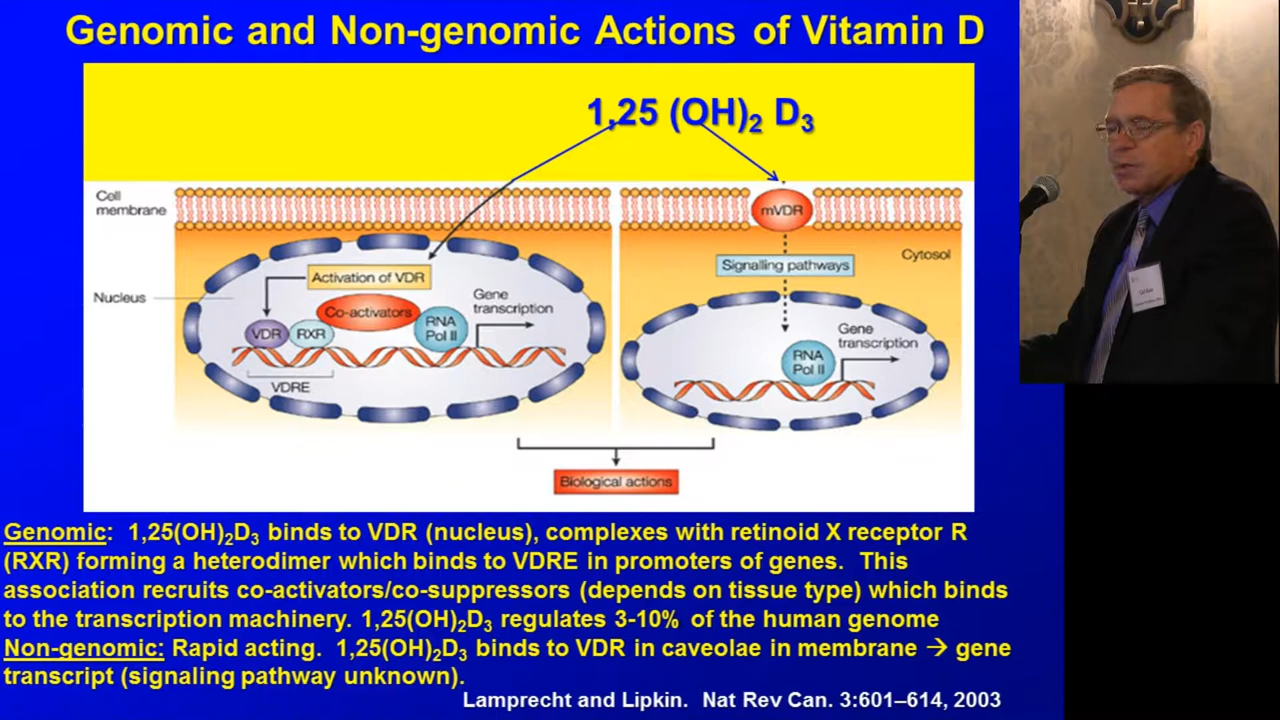 Genomic and Non-genomic Actions of Vitamin D
1,25 (OH)₂ D₃
Cell
membrane
mVDR
Signalling pathways
Cytosol
Nucleus
Activation of VDR
Co-activators
VDR
RXR
RNA
Pol II
Gene
transcription
VDRE
Gene
transcription
RNA
Pol II
Biological actions
Genomic: 1,25(OH)₂D₃ binds to VDR (nucleus), complexes with retinoid X receptor R
(RXR) forming a heterodimer which binds to VDRE in promoters of genes. This
association recruits co-activators/co-suppressors (depends on tissue type) which binds
to the transcription machinery. 1,25(OH)₂D₃ regulates 3-10% of the human genome
Non-genomic: Rapid acting. 1,25(OH)₂D₃ binds to VDR in caveolae in membrane → gene
transcript (signaling pathway unknown).
Lamprecht and Lipkin. Nat Rev Can. 3:601–614, 2003